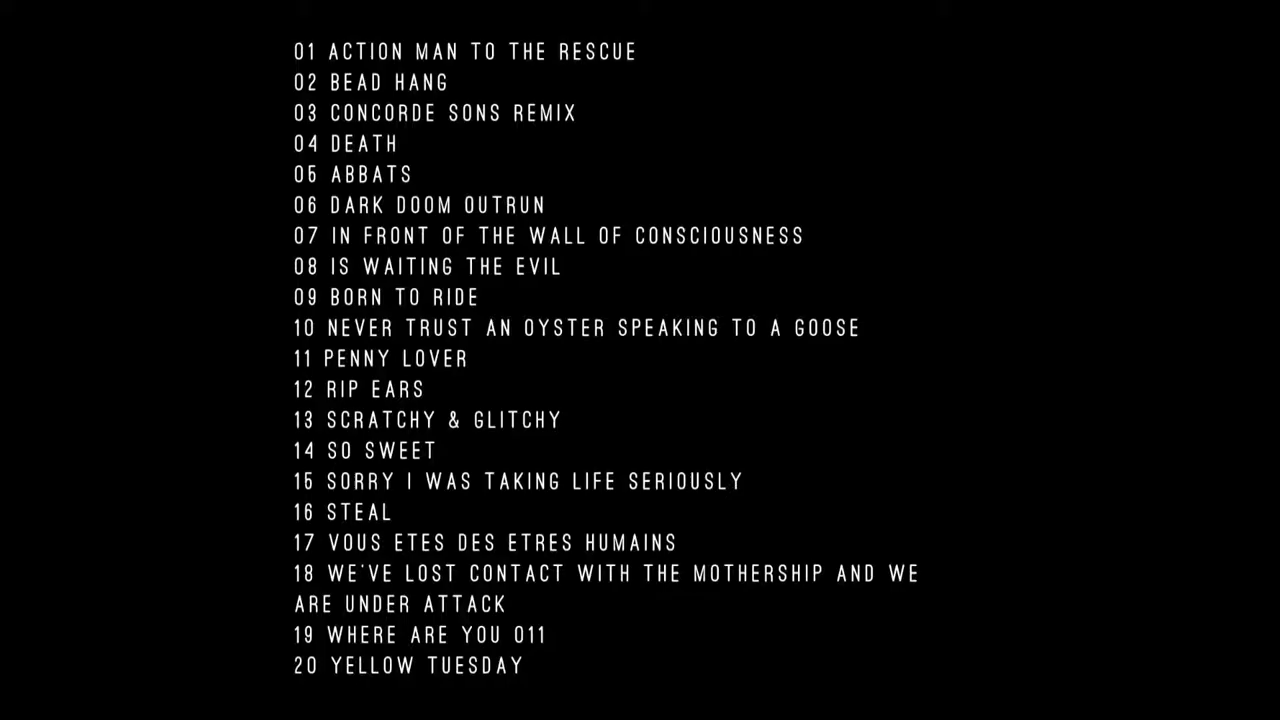 01 ACTION MAN TO THE RESCUE
02 BEAD HANG
03 CONCORDE SONS REMIX
04 DEATH
05 ABBATS
06 DARK DOOM OUTRUN
07 IN FRONT OF THE WALL OF CONSCIOUSNESS
08 IS WAITING THE EVIL
09 BORN TO RIDE
10 NEVER TRUST AN OYSTER SPEAKING TO A GOOSE
11 PENNY LOVER
12 RIP EARS
13 SCRATCHY & GLITCHY
14 SO SWEET
15 SORRY I WAS TAKING LIFE SERIOUSLY
16 STEAL
17 VOUS ETES DES ETRES HUMAINS
18 WE'VE LOST CONTACT WITH THE MOTHERSHIP AND WE
ARE UNDER ATTACK
19 WHERE ARE YOU 011
20 YELLOW TUESDAY